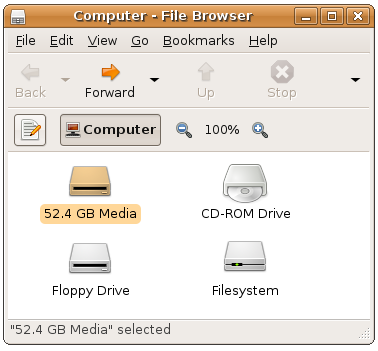 Computer - File Browser
File Edit View Go Bookmarks Help
Back Forward Up Stop
Computer 100%
52.4 GB Media CD-ROM Drive
Floppy Drive Filesystem
"52.4 GB Media" selected